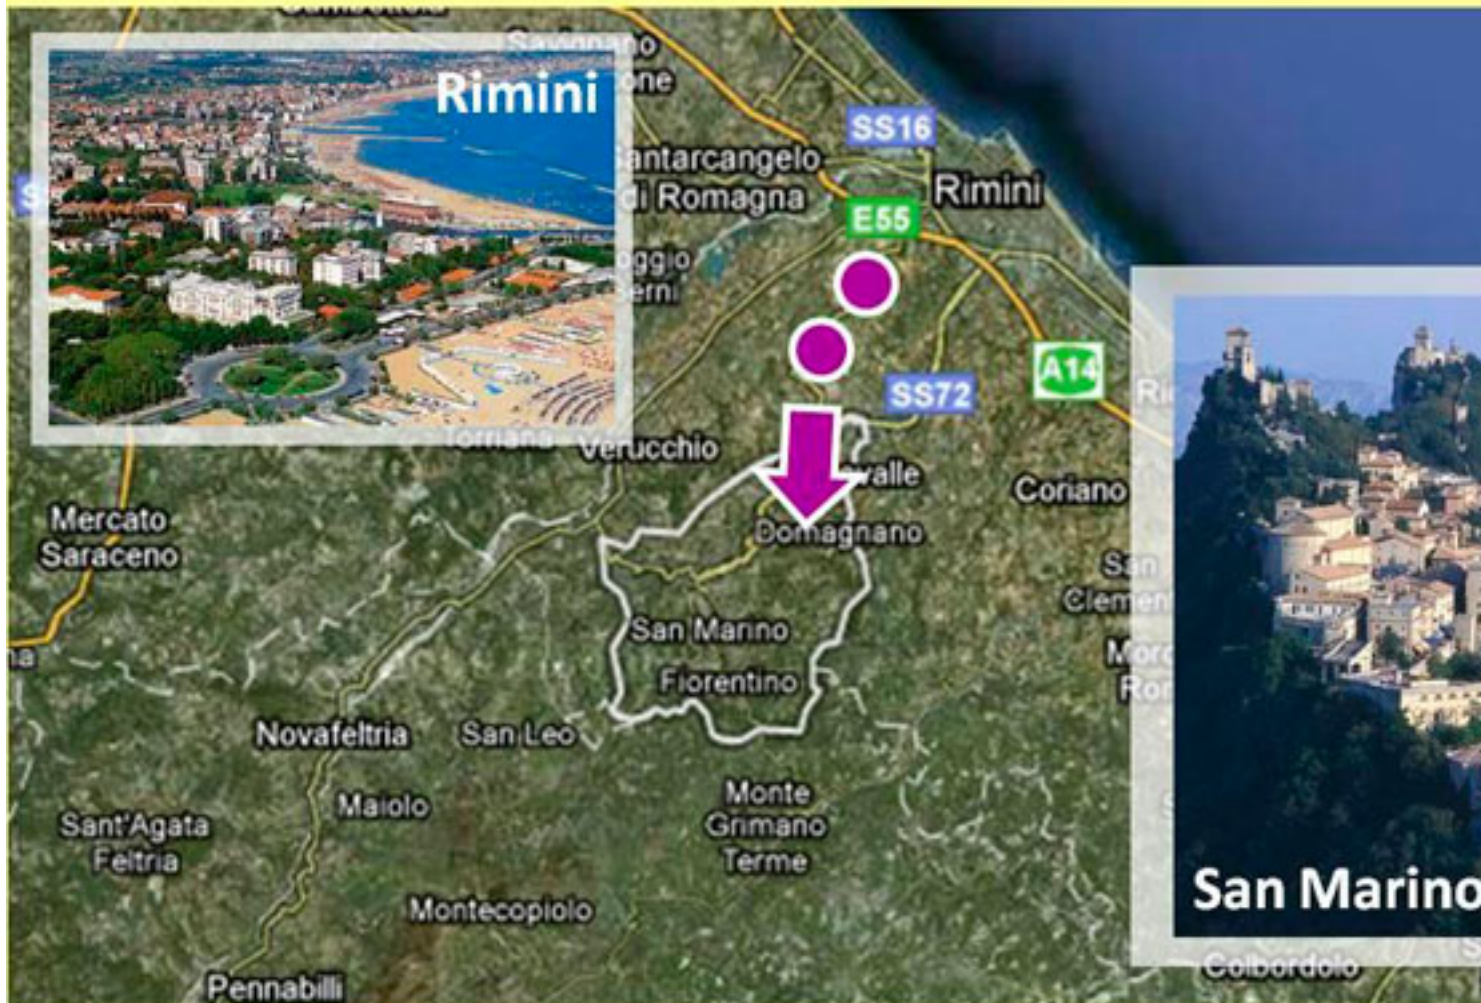 Rimini
SS16
Rimini
di Romagna
E55
SS72
A14
Verucchio
Coriano
Mercato
Saraceno
Domagnano
San
San Marino
Fiorentino
Novafeltria
San Leo
Maiolo
Monte
Grimano
Terme
Sant'Agata
Feltria
San Marino
Montecopiolo
Colbordolo
Pennabilli